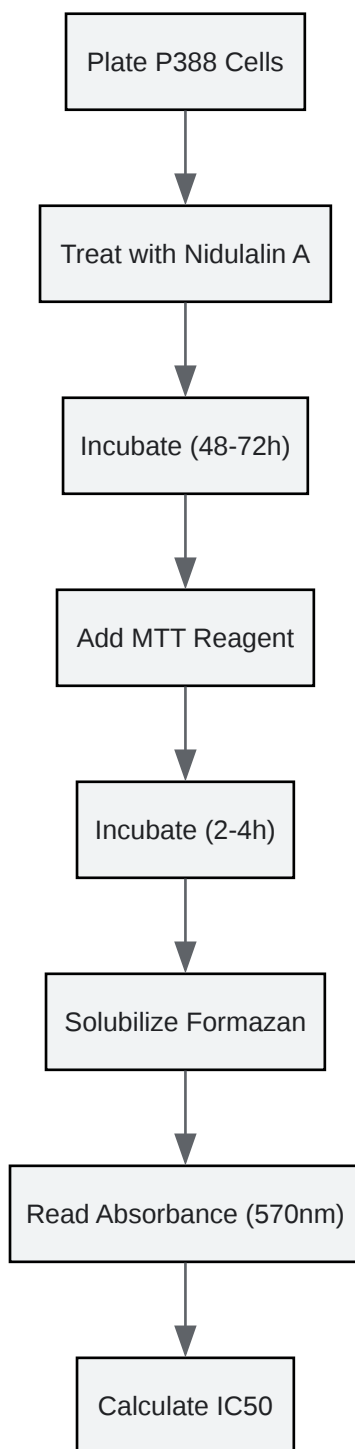 Plate P388 Cells
Treat with Nidulalin A
Incubate (48-72h)
Add MTT Reagent
Incubate (2-4h)
Solubilize Formazan
Read Absorbance (570nm)
Calculate IC50